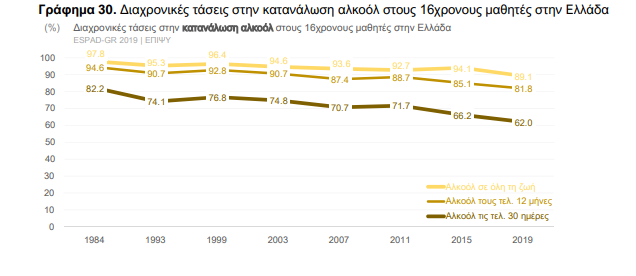 Γράφημα 30. Διαχρονικές τάσεις στην κατανάλωση αλκοόλ στους 16χρονους μαθητές στην Ελλάδα
(%) Διαχρονικές τάσεις στην κατανάλωση αλκοόλ στους 16χρονους μαθητές στην Ελλάδα
ESPAD-GR 2019 | ΕΠΙΨΥ
97.8 95.3 96.4 94.6 93.6 92.7 94.1 89.1
94.6 90.7 92.8 90.7 87.4 88.7 85.1 81.8
82.2 74.1 76.8 74.8 70.7 71.7 66.2 62.0
100
90
80
70
60
50
40
30
20
10
0
Αλκοόλ σε όλη τη ζωή
Αλκοόλ τους τελ. 12 μήνες
Αλκοόλ τις τελ. 30 ημέρες
1984 1993 1999 2003 2007 2011 2015 2019